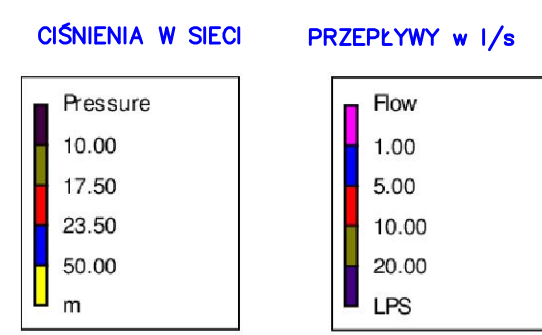 CIŚNIENIA W SIECI
Pressure
10.00
17.50
23.50
50.00
m
PRZEPŁYWY w l/s
Flow
1.00
5.00
10.00
20.00
LPS